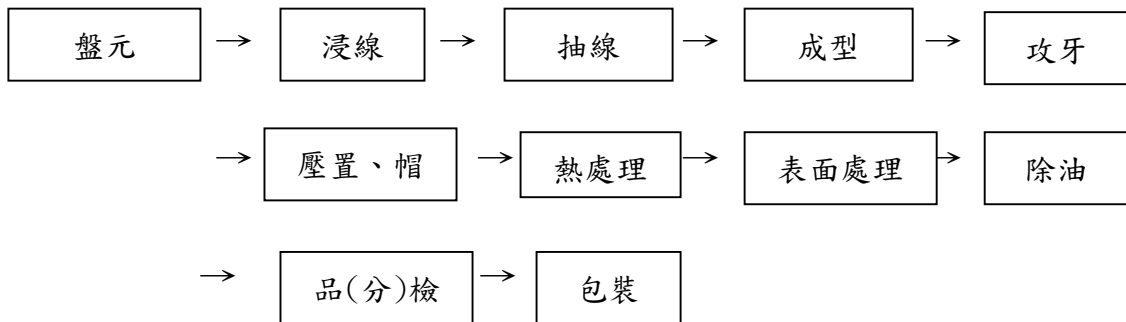 盤元 → 浸線 → 抽線 → 成型 → 攻牙
→ 壓置、帽 → 熱處理 → 表面處理 → 除油
→ 品(分)檢 → 包裝